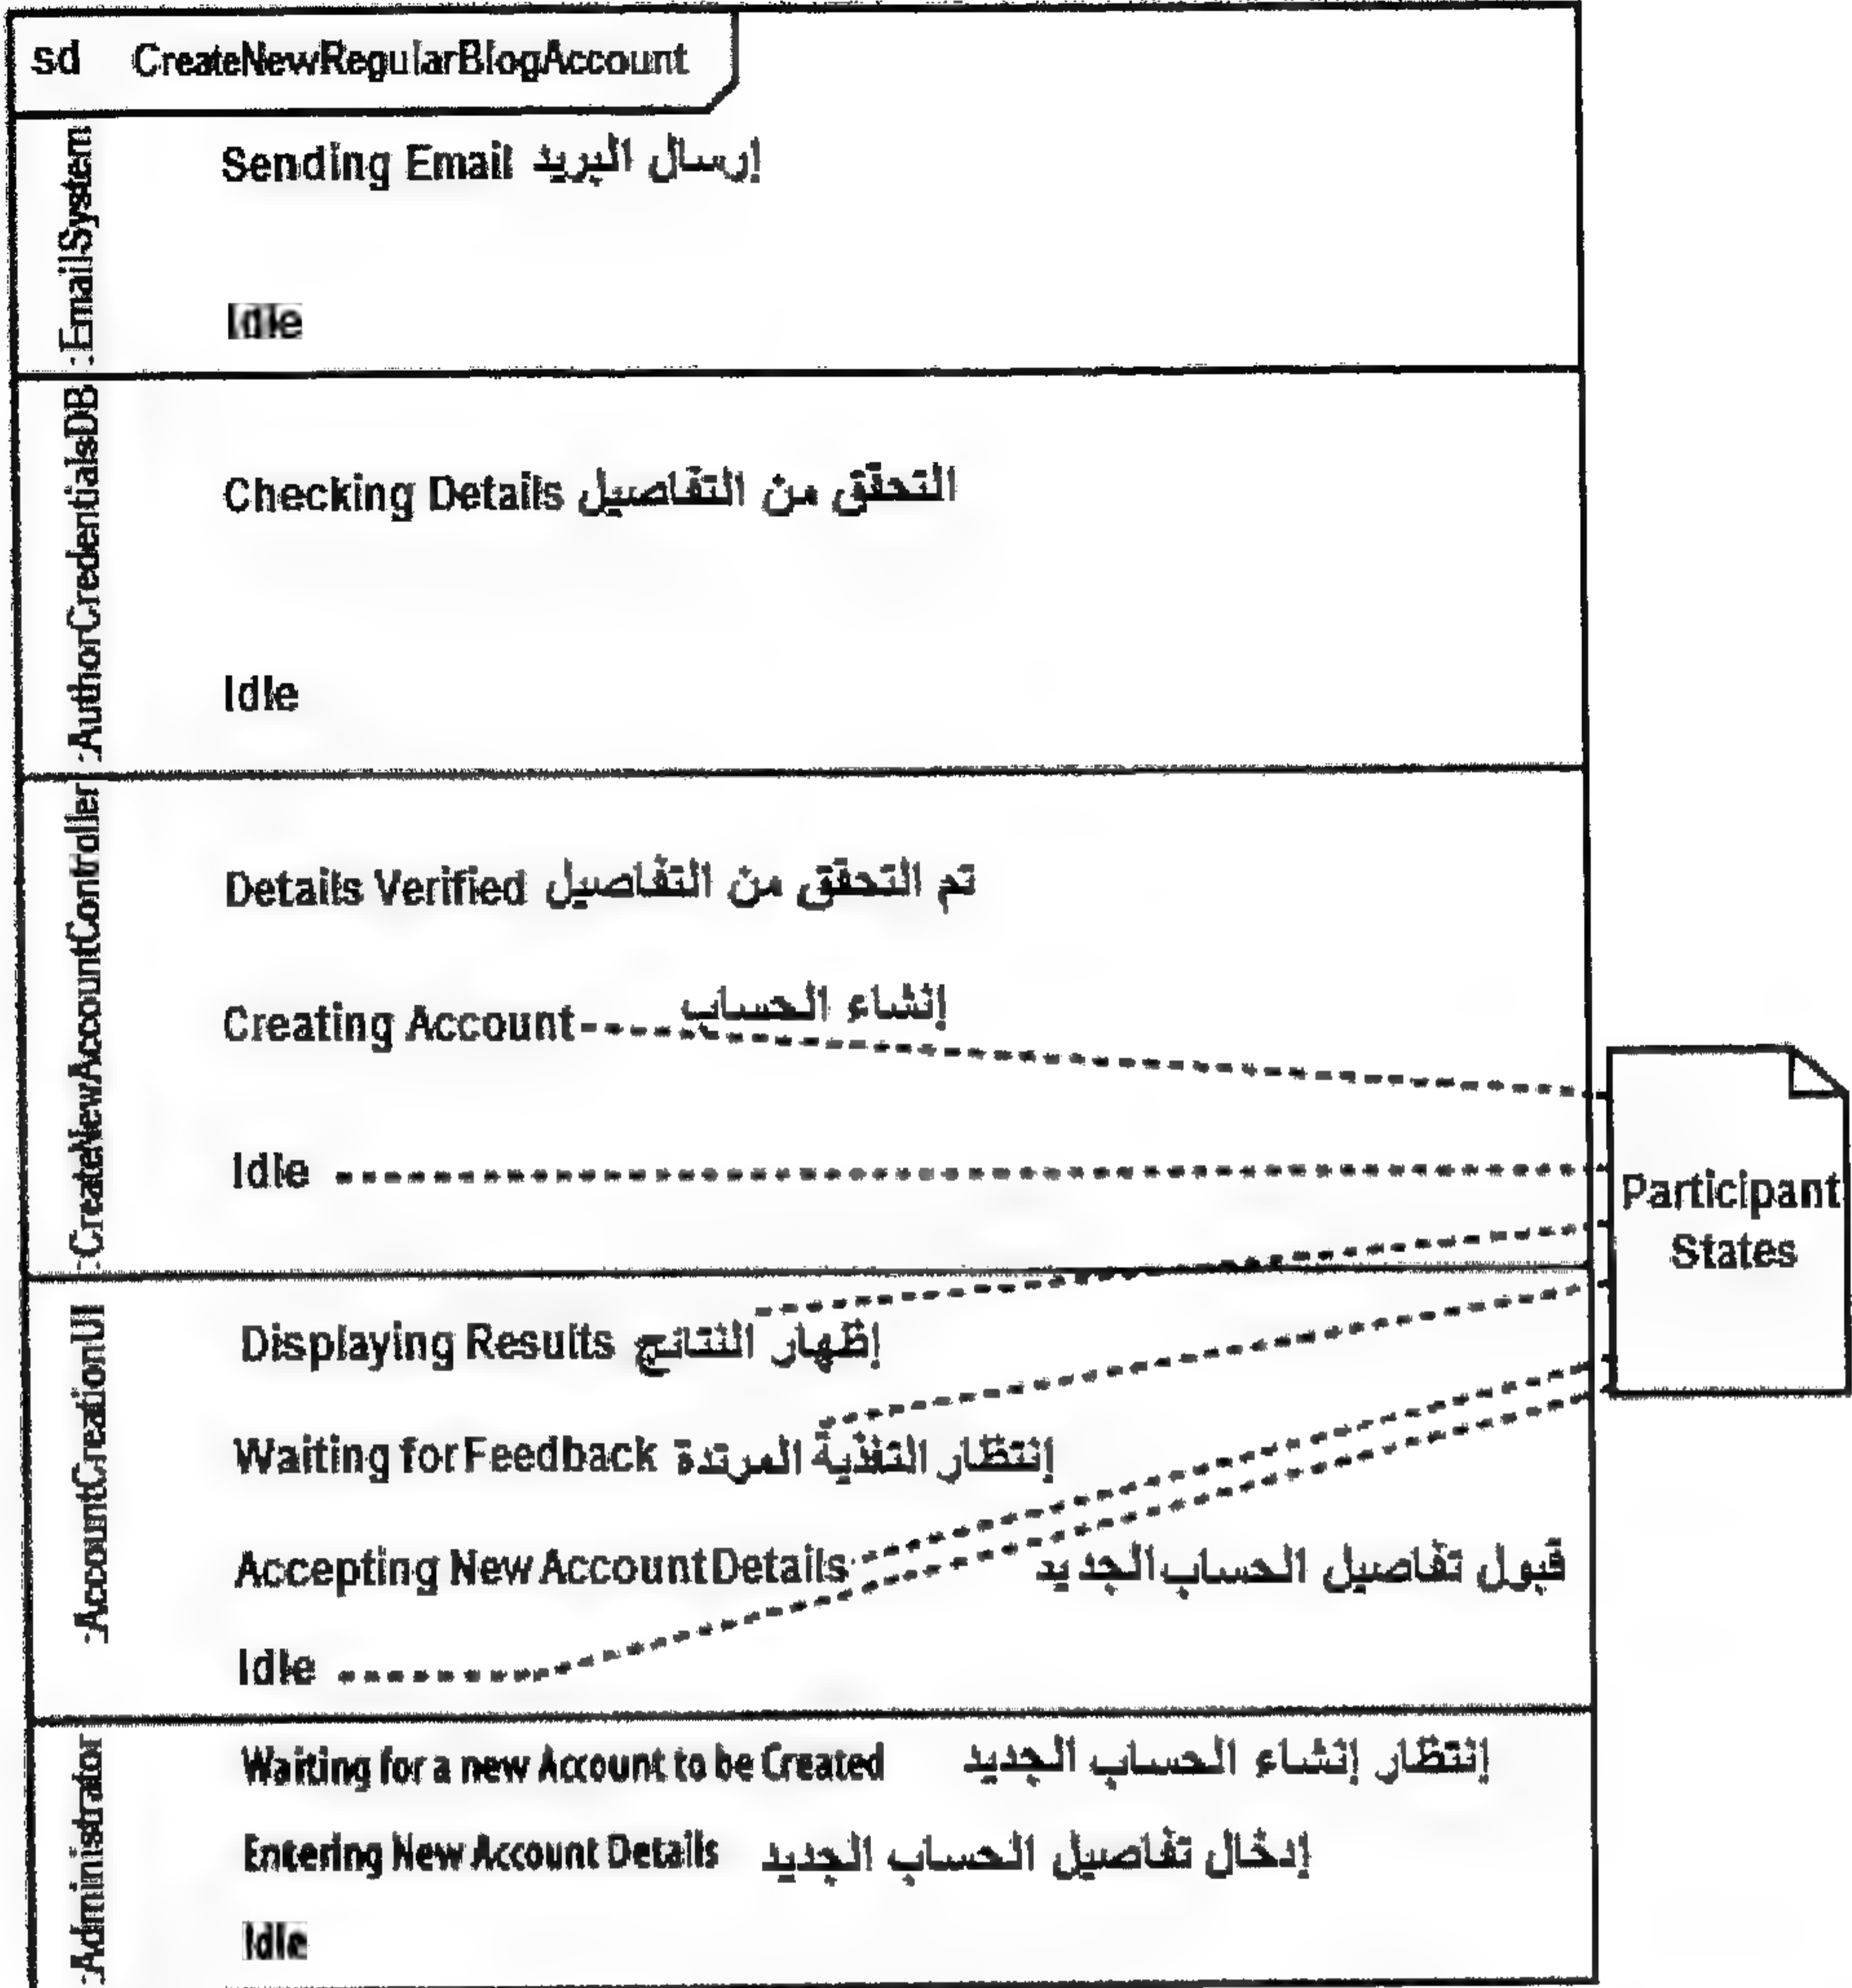 sd CreateNewRegularBlogAccount
:EmailSystem
Sending Email إرسال البريد
Idle
:AuthorCredentialsDB
Checking Details التحقق من التفاصيل
Idle
:CreateNewAccountController
Details Verified تم التحقق من التفاصيل
Creating Account إنشاء الحساب
Idle
Participant
States
:AccountCreationUI
Displaying Results إظهار النتائج
Waiting for Feedback إنتظار التغذية المرتدة
Accepting New Account Details قبول تفاصيل الحساب الجديد
Idle
:Administrator
Waiting for a new Account to be Created إنتظار إنشاء الحساب الجديد
Entering New Account Details إدخال تفاصيل الحساب الجديد
Idle